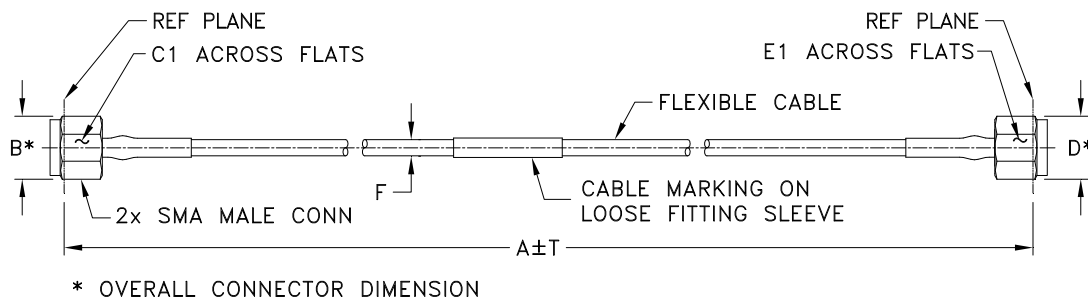 REF PLANE
REF PLANE
C1 ACROSS FLATS
E1 ACROSS FLATS
FLEXIBLE CABLE
B*
D*
F
CABLE MARKING ON
LOOSE FITTING SLEEVE
2x SMA MALE CONN
A±T
* OVERALL CONNECTOR DIMENSION